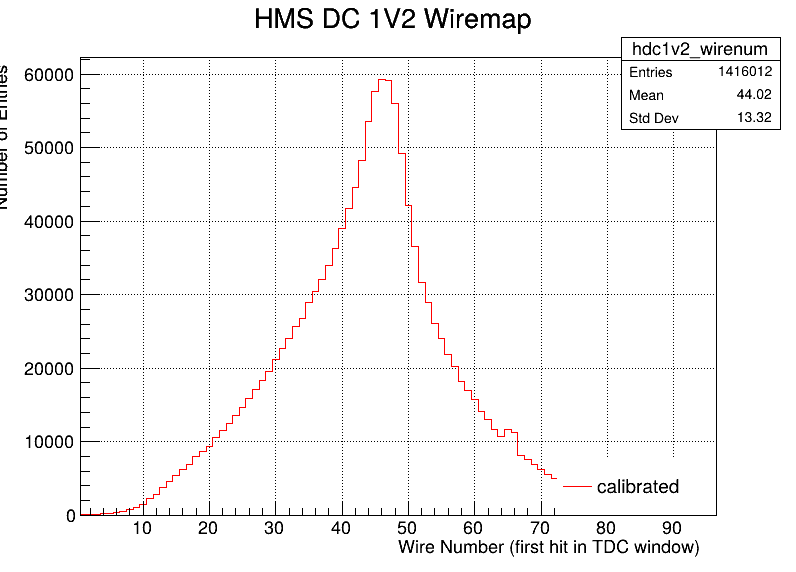 HMS DC 1V2 Wiremap
hdc1v2_wirenum
Entries 1416012
Mean 44.02
Std Dev 13.32
Number of Entries
60000
50000
40000
30000
20000
10000
0
calibrated
10 20 30 40 50 60 70 80 90
Wire Number (first hit in TDC window)